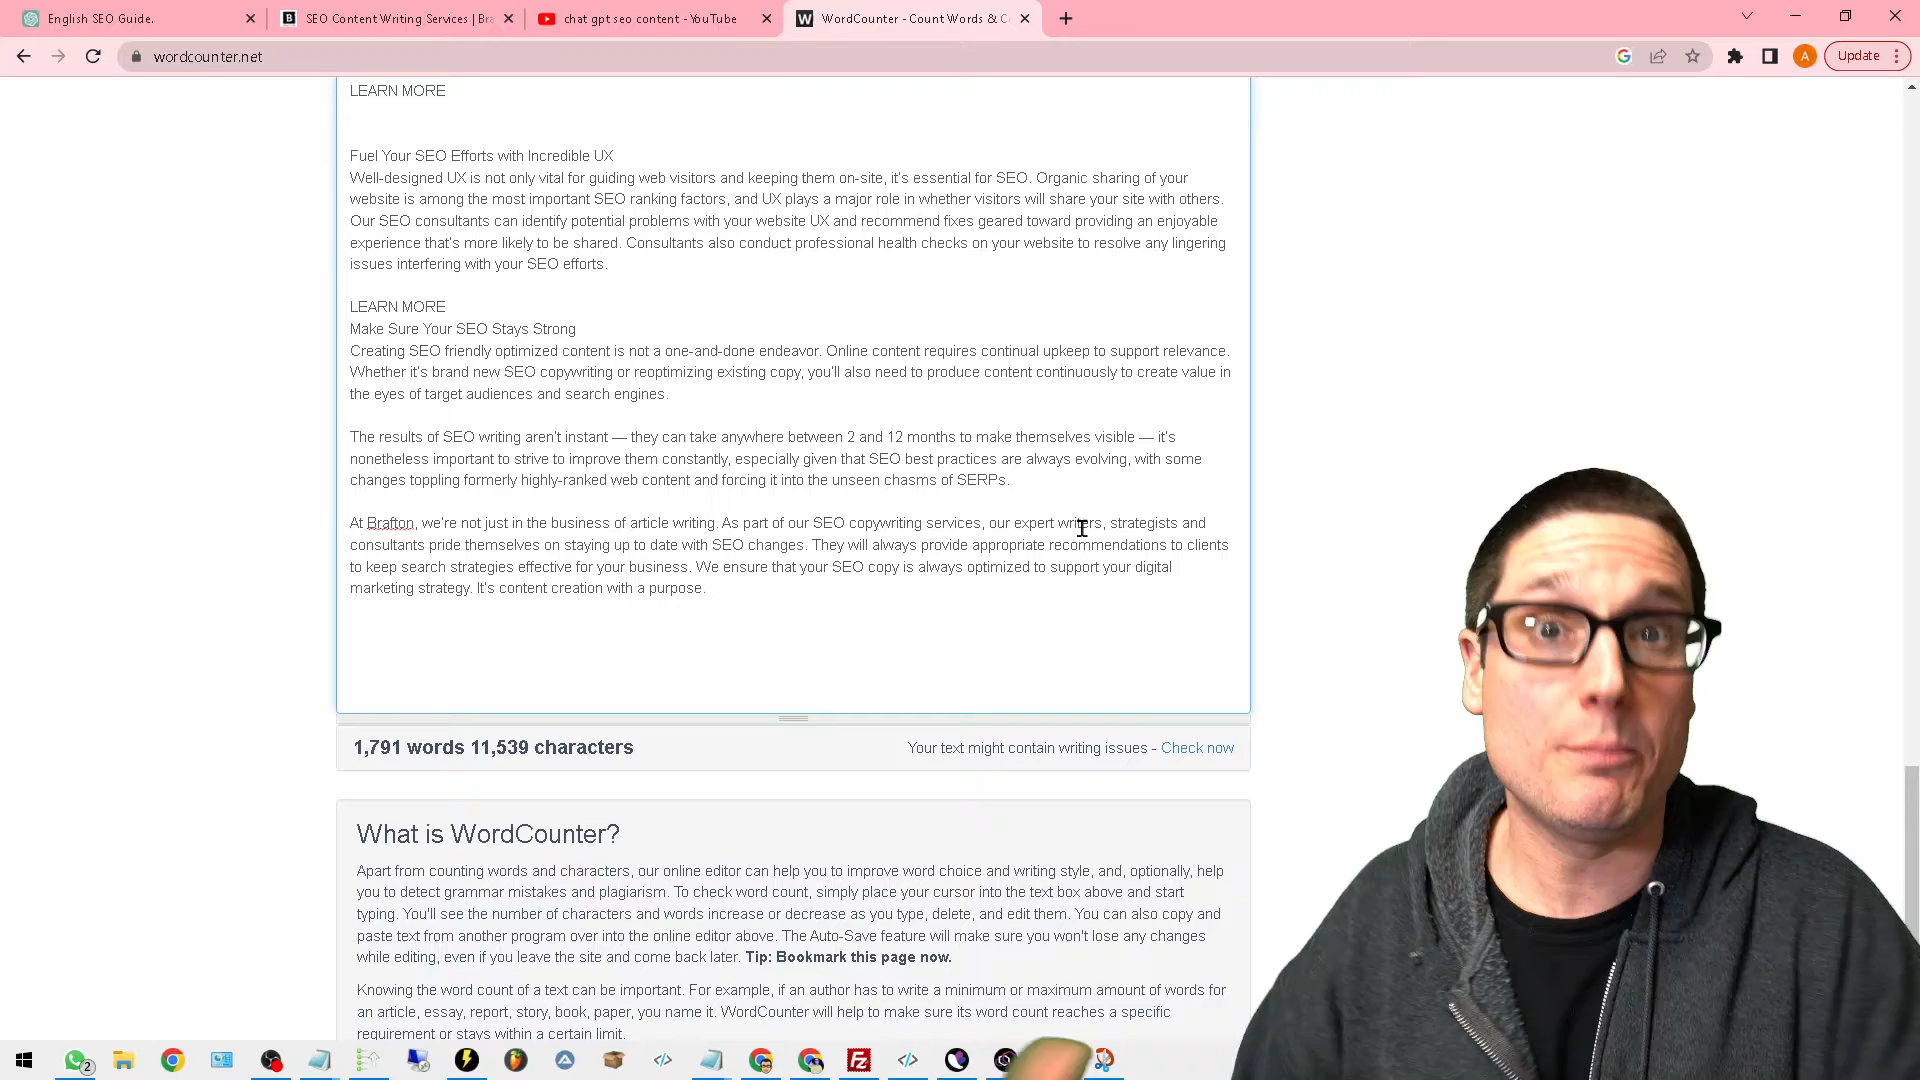 English SEO Guide.
SEO Content Writing Services | Bra
chat gpt seo content - YouTube
WordCounter - Count Words & C
wordcounter.net
Update
LEARN MORE
Fuel Your SEO Efforts with Incredible UX
Well-designed UX is not only vital for guiding web visitors and keeping them on-site, it's essential for SEO. Organic sharing of your
website is among the most important SEO ranking factors, and UX plays a major role in whether visitors will share your site with others.
Our SEO consultants can identify potential problems with your website UX and recommend fixes geared toward providing an enjoyable
experience that's more likely to be shared. Consultants also conduct professional health checks on your website to resolve any lingering
issues interfering with your SEO efforts.
LEARN MORE
Make Sure Your SEO Stays Strong
Creating SEO friendly optimized content is not a one-and-done endeavor. Online content requires continual upkeep to support relevance.
Whether it's brand new SEO copywriting or reoptimizing existing copy, you'll also need to produce content continuously to create value in
the eyes of target audiences and search engines.
The results of SEO writing aren't instant — they can take anywhere between 2 and 12 months to make themselves visible — it's
nonetheless important to strive to improve them constantly, especially given that SEO best practices are always evolving, with some
changes toppling formerly highly-ranked web content and forcing it into the unseen chasms of SERPs.
At Brafton, we're not just in the business of article writing. As part of our SEO copywriting services, our expert writers, strategists and
consultants pride themselves on staying up to date with SEO changes. They will always provide appropriate recommendations to clients
to keep search strategies effective for your business. We ensure that your SEO copy is always optimized to support your digital
marketing strategy. It's content creation with a purpose.
1,791 words 11,539 characters
Your text might contain writing issues - Check now
What is WordCounter?
Apart from counting words and characters, our online editor can help you to improve word choice and writing style, and, optionally, help
you to detect grammar mistakes and plagiarism. To check word count, simply place your cursor into the text box above and start
typing. You'll see the number of characters and words increase or decrease as you type, delete, and edit them. You can also copy and
paste text from another program over into the online editor above. The Auto-Save feature will make sure you won't lose any changes
while editing, even if you leave the site and come back later. Tip: Bookmark this page now.
Knowing the word count of a text can be important. For example, if an author has to write a minimum or maximum amount of words for
an article, essay, report, story, book, paper, you name it. WordCounter will help to make sure its word count reaches a specific
requirement or stays within a certain limit.